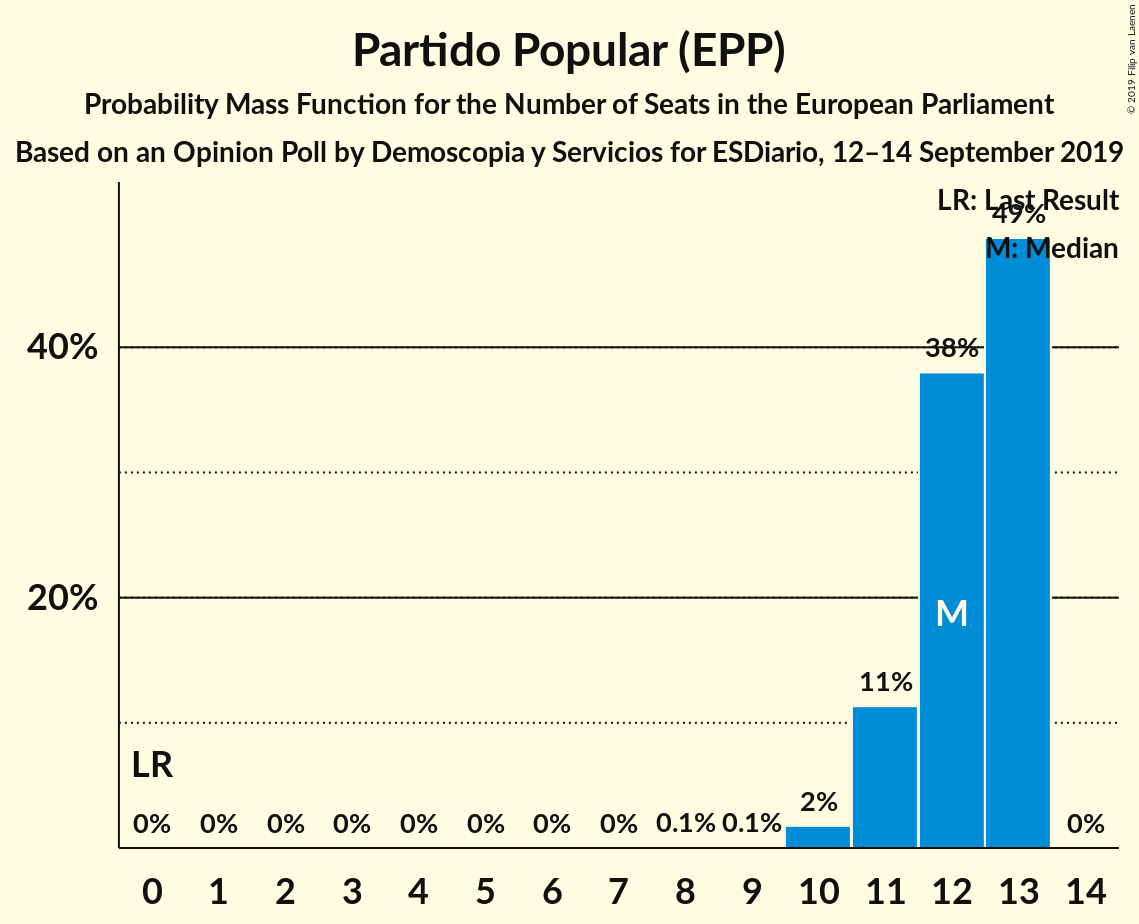 Partido Popular (EPP)
Probability Mass Function for the Number of Seats in the European Parliament
Based on an Opinion Poll by Demoscopia y Servicios for ESDiario, 12–14 September 2019
© 2019 Filip van Laenen
LR: Last Result
49%
M: Median
40%
38%
20%
M
11%
LR
2%
0% 0% 0% 0% 0% 0% 0% 0% 0.1% 0.1% 0%
0 1 2 3 4 5 6 7 8 9 10 11 12 13 14